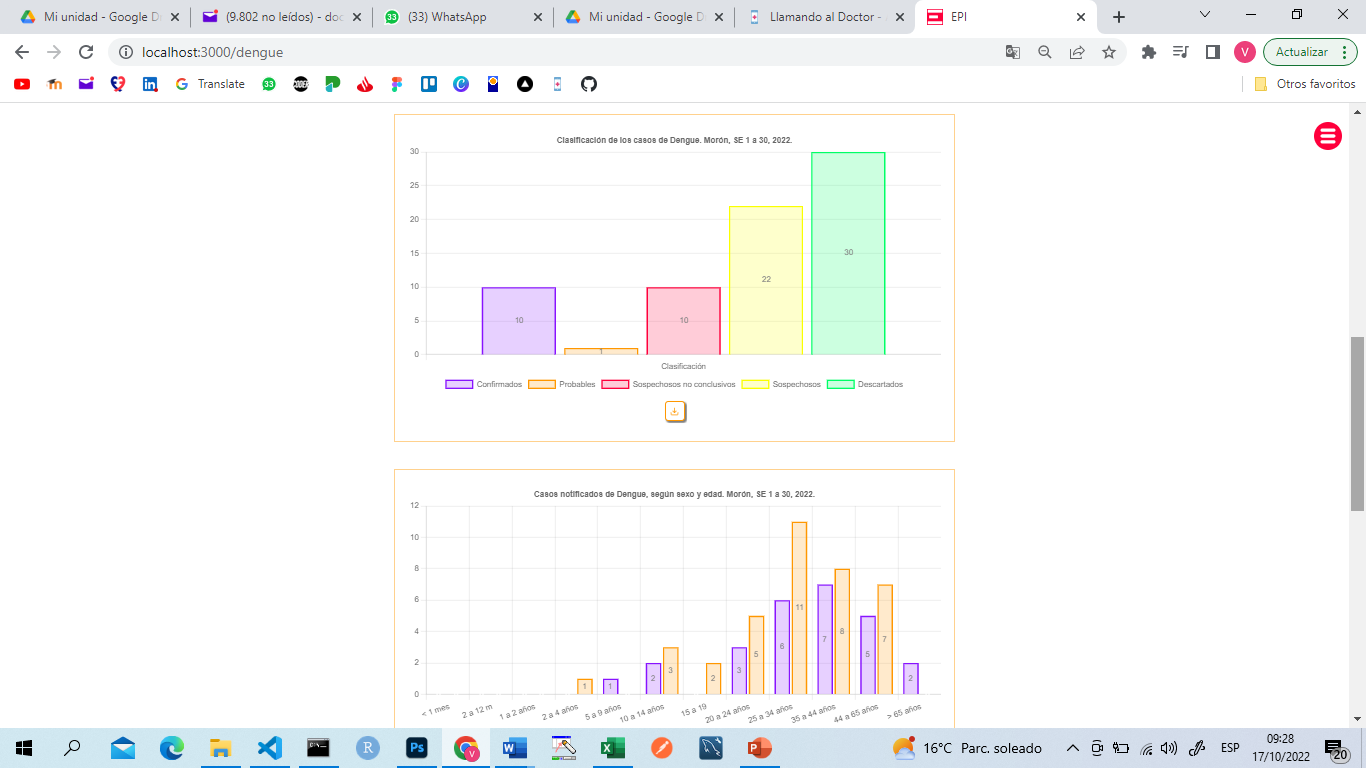 Mi unidad - Google D
(9.802 no leídos) - doc
(33) WhatsApp
Mi unidad - Google D
Llamando al Doctor -
EPI
localhost:3000/dengue
V
Actualizar
33
Translate
Otros favoritos
Clasificación de los casos de Dengue. Morón, SE 1 a 30, 2022.
30
25
20
15
10
5
0
10
1
10
22
30
Clasificación
Confirmados
Probables
Sospechosos no conclusivos
Sospechosos
Descartados
Casos notificados de Dengue, según sexo y edad. Morón, SE 1 a 30, 2022.
12
10
8
6
4
2
0
1
1
2
3
2
3
5
6
11
7
8
5
7
2
< 1 mes
2 a 12 m
1 a 2 años
2 a 4 años
5 a 9 años
10 a 14 años
15 a 19
20 a 24 años
25 a 34 años
35 a 44 años
44 a 65 años
> 65 años
16°C Parc. soleado
ESP
09:28
17/10/2022
20